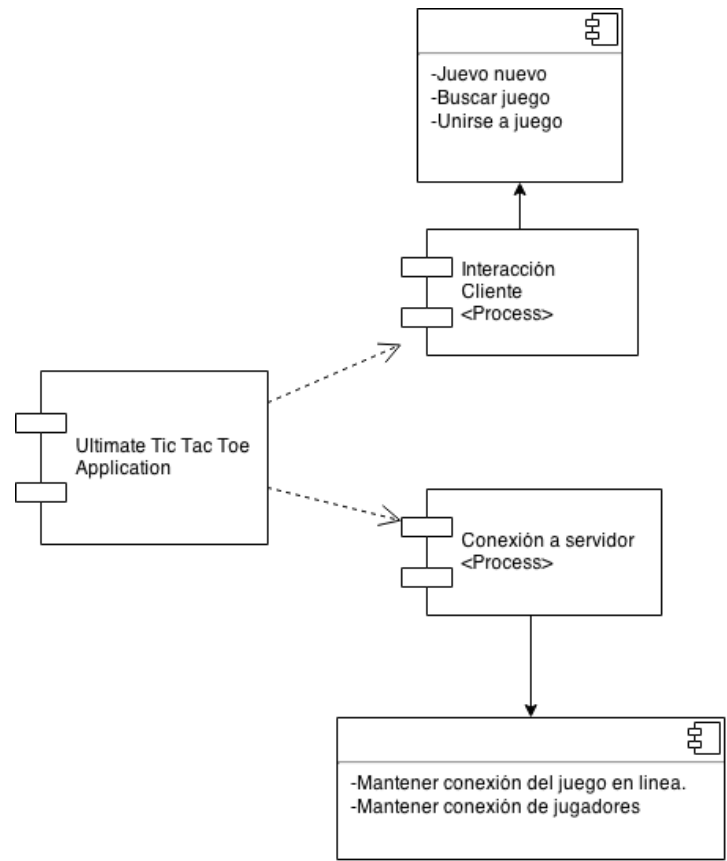 -Juevo nuevo
-Buscar juego
-Unirse a juego
Interacción
Cliente
<Process>
Ultimate Tic Tac Toe
Application
Conexión a servidor
<Process>
-Mantener conexión del juego en linea.
-Mantener conexión de jugadores